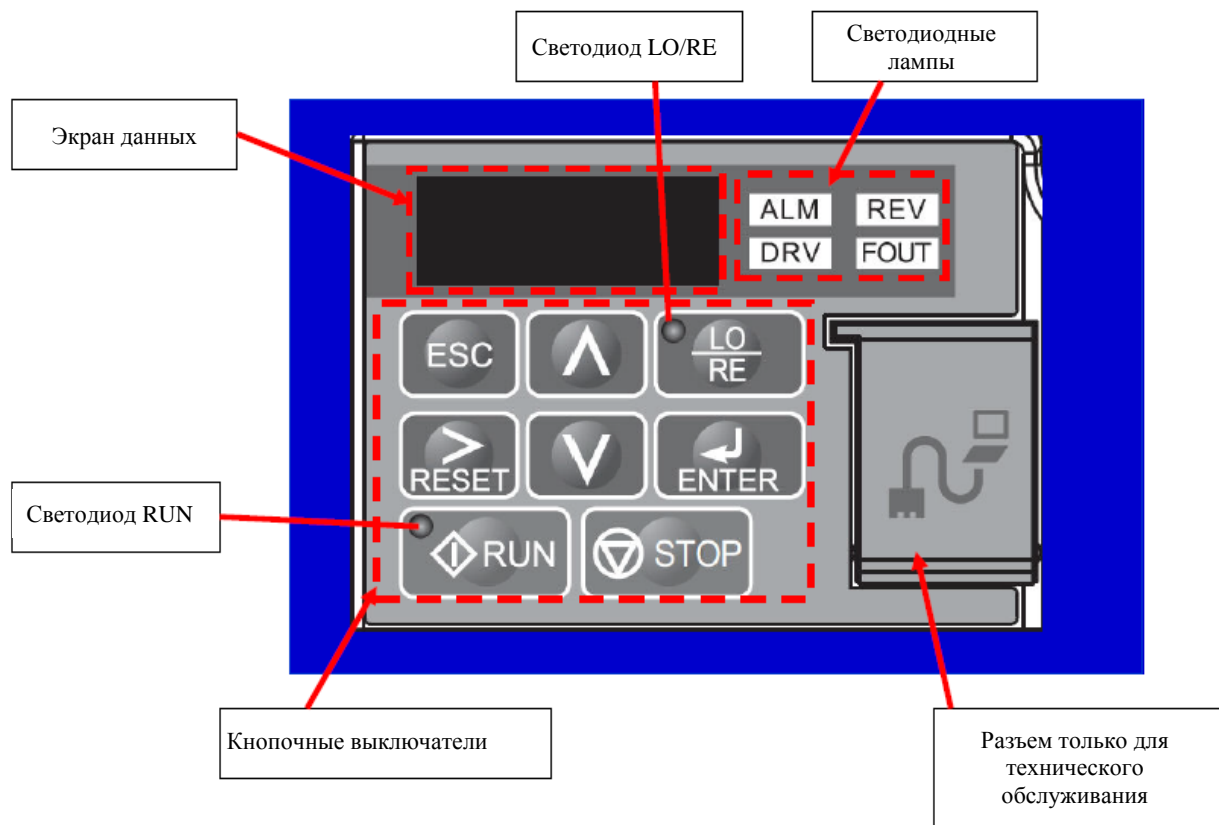 Светодиод LO/RE
Светодиодные
лампы
Экран данных
ALM REV
DRV FOUT
ESC
LO
RE
RESET
ENTER
Светодиод RUN
RUN
STOP
Кнопочные выключатели
Разъем только для
технического
обслуживания